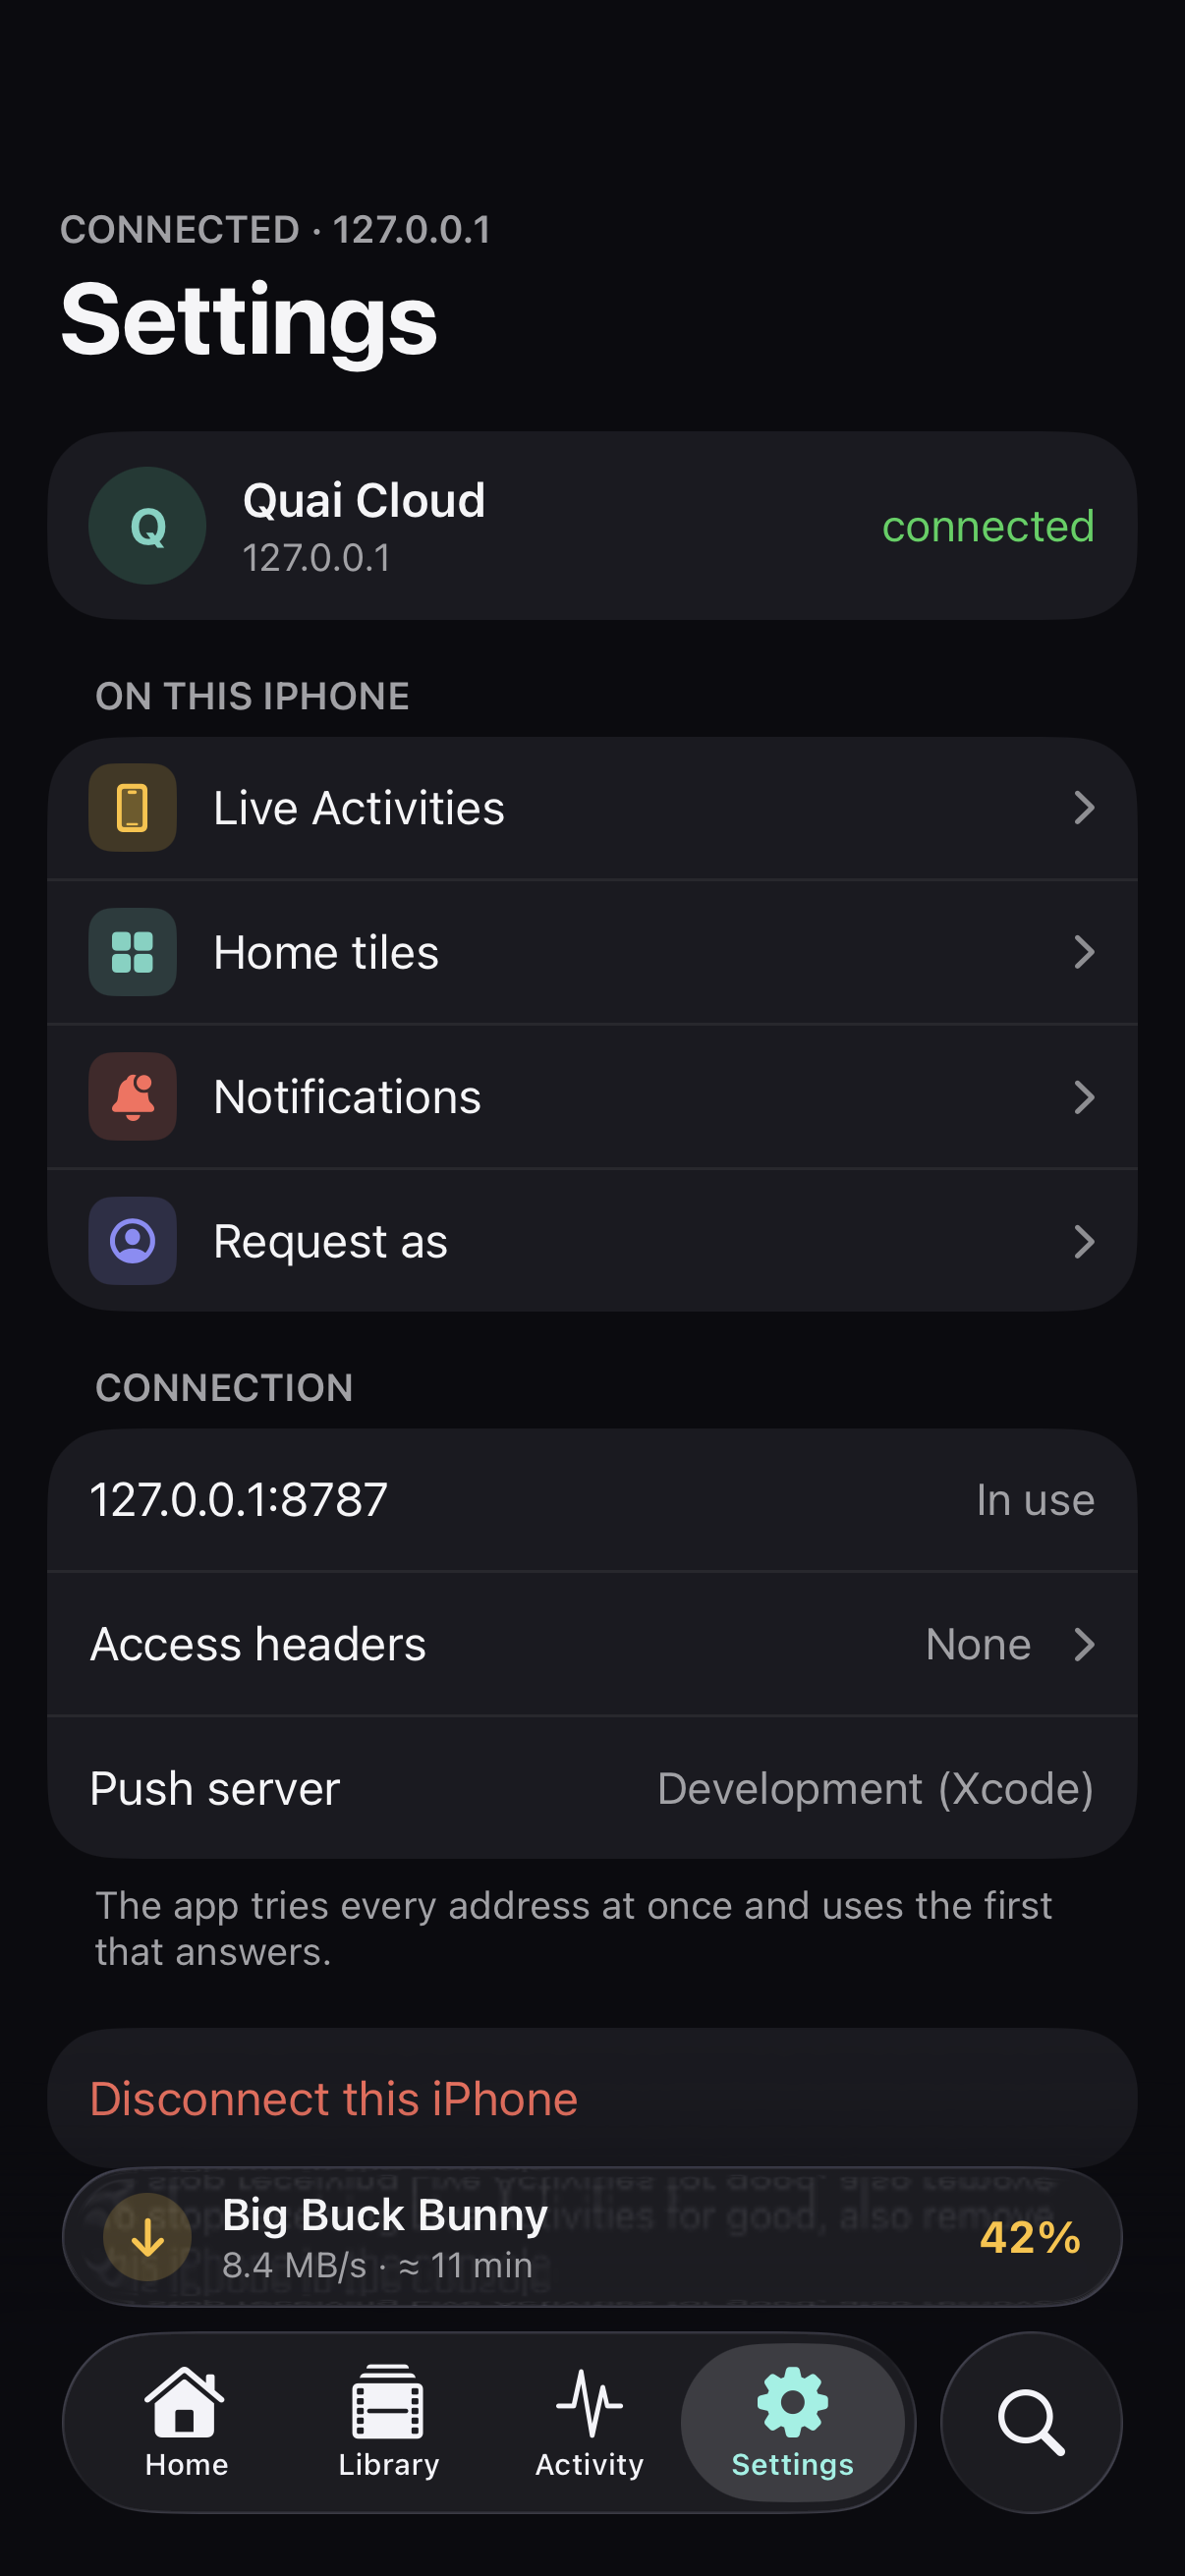 CONNECTED · 127.0.0.1
Settings
Q
Quai Cloud
127.0.0.1
connected
ON THIS IPHONE
Live Activities
Home tiles
Notifications
Request as
CONNECTION
127.0.0.1:8787
In use
Access headers
None
Push server
Development (Xcode)
The app tries every address at once and uses the first
that answers.
Disconnect this iPhone
Big Buck Bunny
8.4 MB/s · ≈ 11 min
42%
Home
Library
Activity
Settings